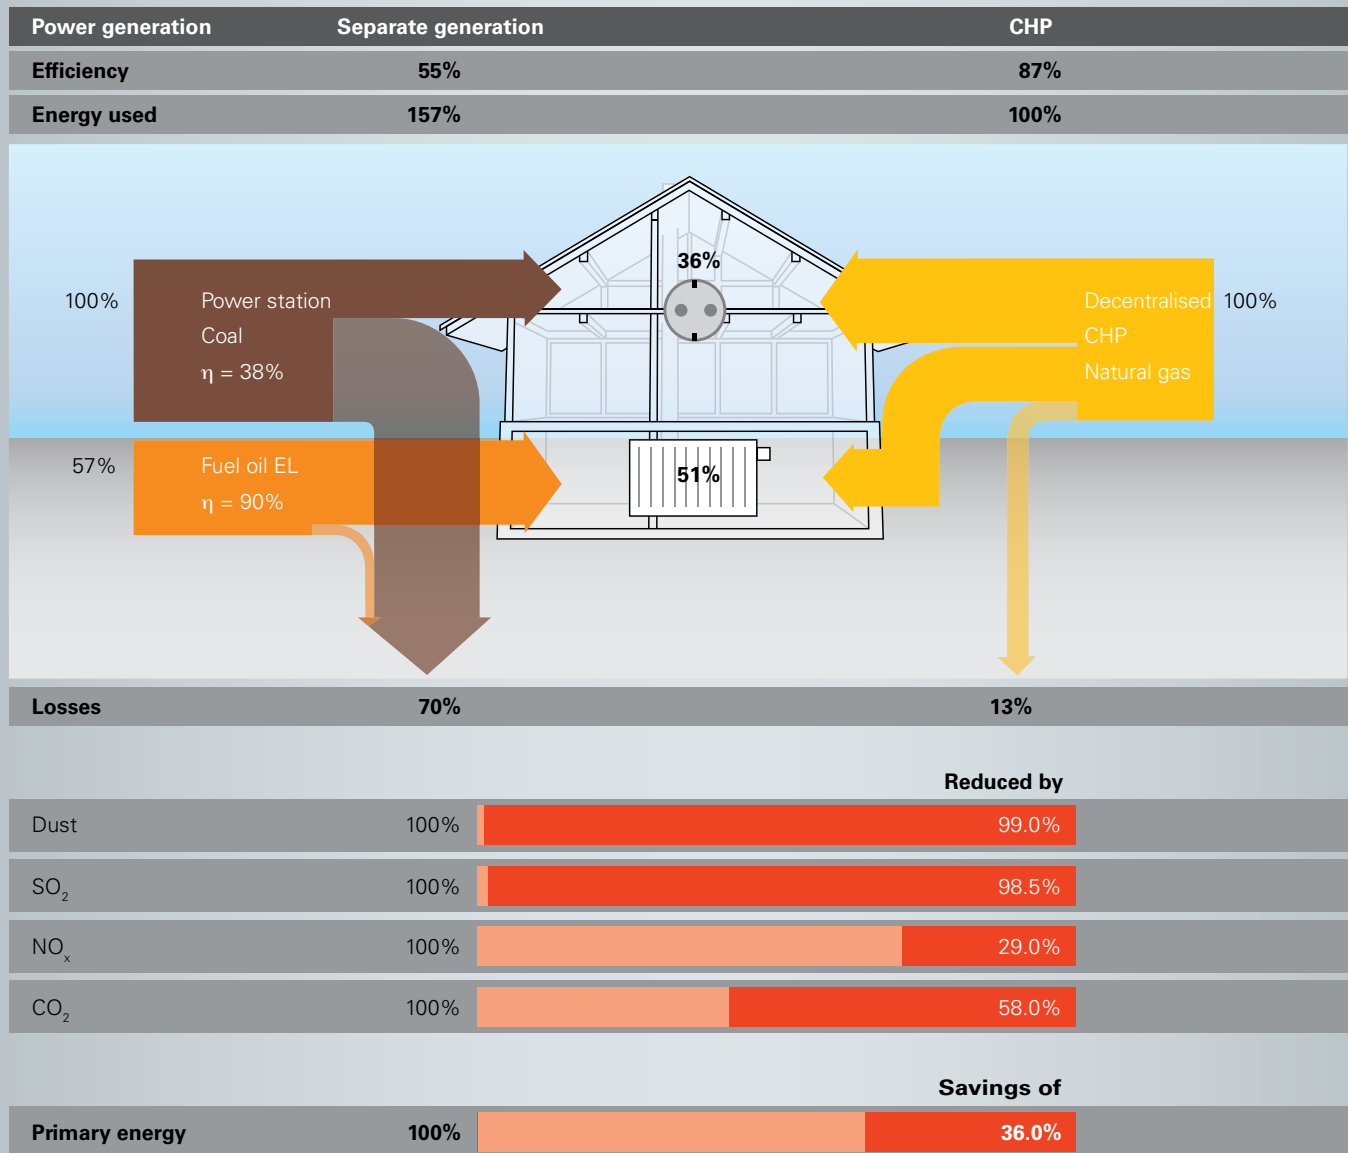 Power generation Separate generation CHP
Efficiency 55% 87%
Energy used 157% 100%
36%
100% Power station Decentralised 100%
Coal CHP
η = 38% Natural gas
57% Fuel oil EL 51%
η = 90%
Losses 70% 13%
Reduced by
Dust 100% 99.0%
SO₂ 100% 98.5%
NOₓ 100% 29.0%
CO₂ 100% 58.0%
Savings of
Primary energy 100% 36.0%